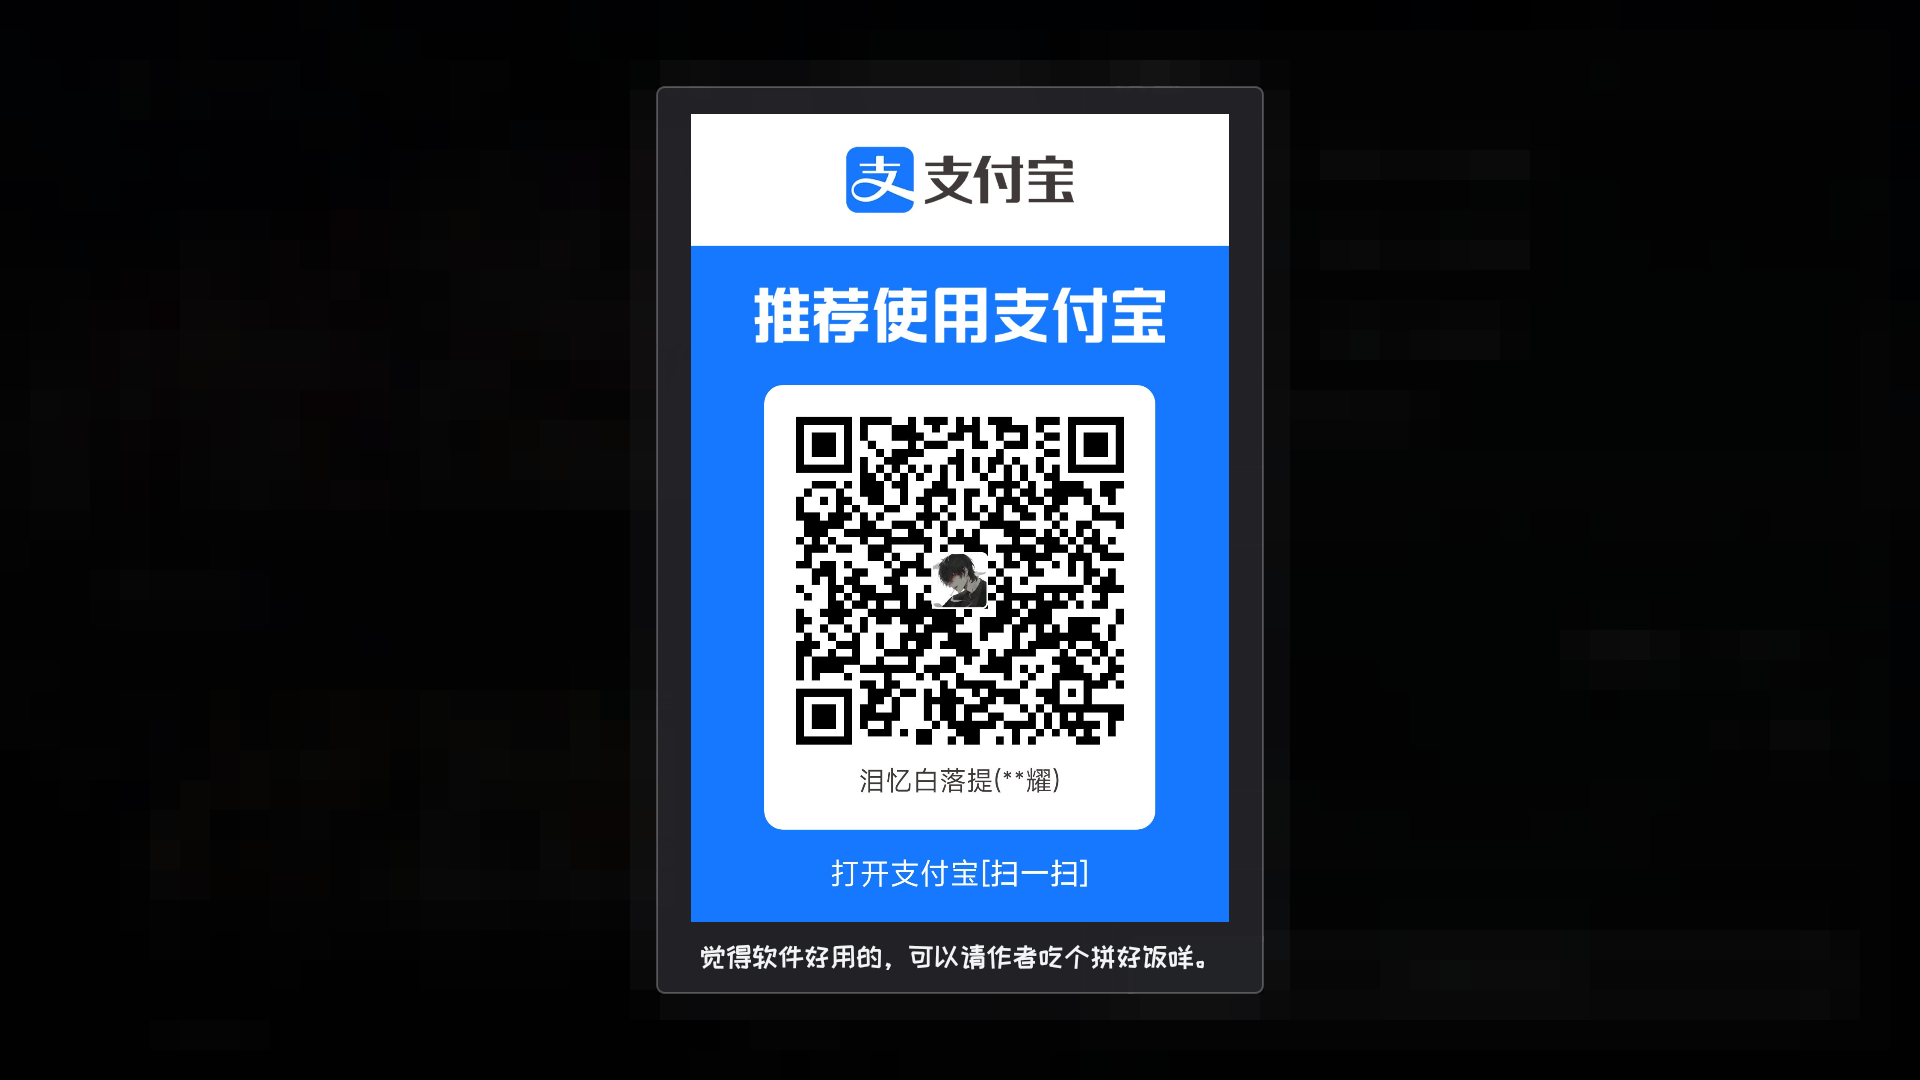 支付宝
推荐使用支付宝
泪忆白落提(**耀)
打开支付宝[扫一扫]
觉得软件好用的，可以请作者吃个拼好饭咩。